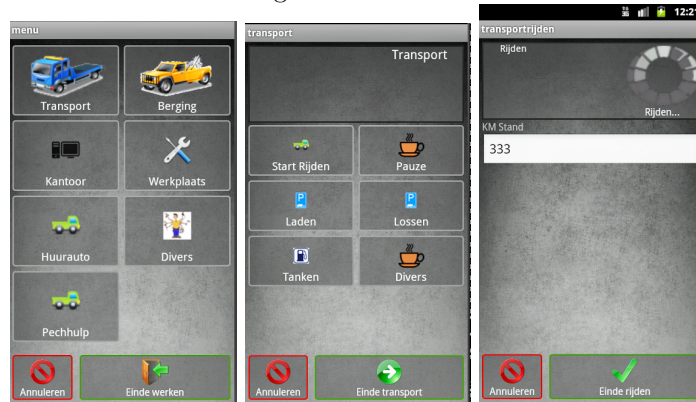 menu
Transport
Berging
Kantoor
Werkplaats
Huurauto
Divers
Pechhulp
Annuleren
Einde werken
transport
Transport
Start Rijden
Pauze
Laden
Lossen
Tanken
Divers
Annuleren
Einde transport
12:2
transportrijden
Rijden
Rijden...
KM Stand
333
Annuleren
Einde rijden